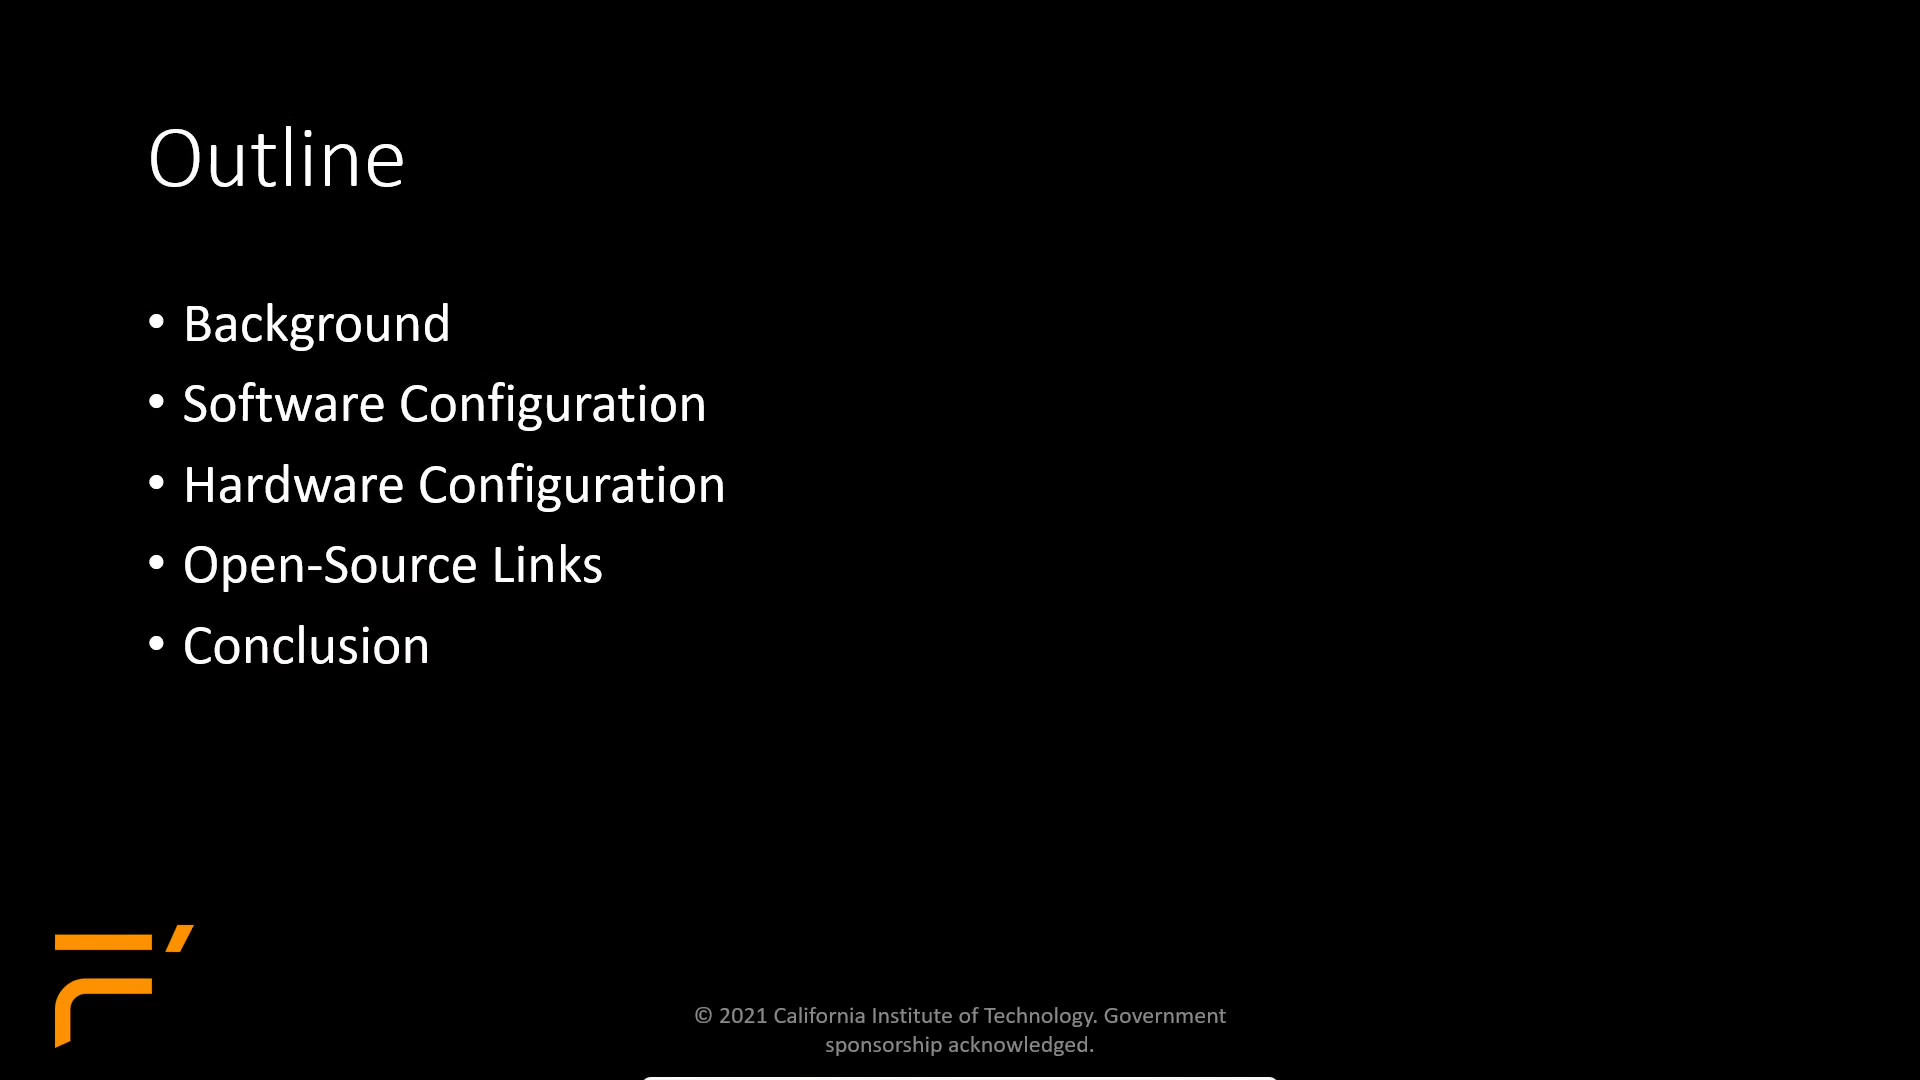 Outline
• Background
• Software Configuration
• Hardware Configuration
• Open-Source Links
• Conclusion
F'
© 2021 California Institute of Technology. Government
sponsorship acknowledged.